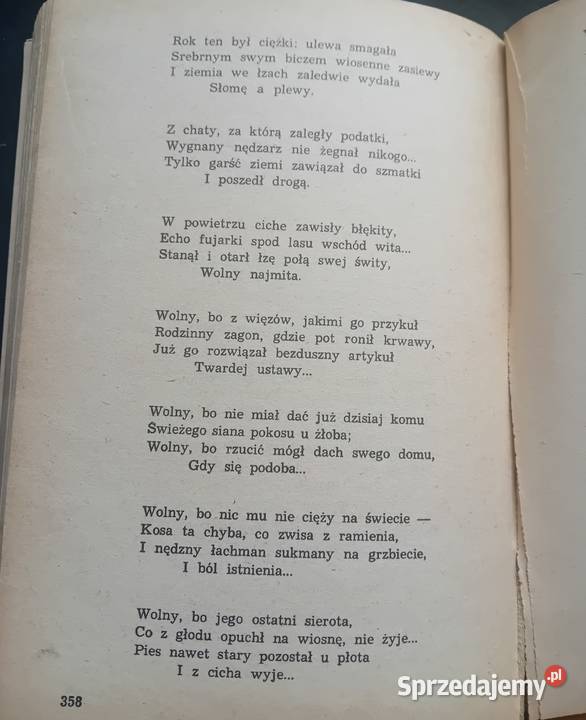 Rok ten był ciężki: ulewa smagała
Srebrnym swym biczem wiosenne zasiewy
I ziemia we łzach zaledwie wydała
Słomę a plewy.
Z chaty, za którą zaległy podatki,
Wygnany nędzarz nie żegnał nikogo...
Tylko garść ziemi zawiązał do szmatki
I poszedł drogą.
W powietrzu ciche zawisły błękity,
Echo fujarki spod lasu wschód wita...
Stanął i otarł łzę połą swej świty,
Wolny najmita.
Wolny, bo z więzów, jakimi go przykuł
Rodzinny zagon, gdzie pot ronił krwawy,
Już go rozwiązał bezduszny artykuł
Twardej ustawy...
Wolny, bo nie miał dać już dzisiaj komu
Świeżego siana pokosu u żłoba;
Wolny, bo rzucić mógł dach swego domu,
Gdy się podoba...
Wolny, bo nic mu nie cięży na świecie —
Kosa ta chyba, co zwisa z ramienia,
I nędzny łachman sukmany na grzbiecie,
I ból istnienia...
Wolny, bo jego ostatni sierota,
Co z głodu opuchł na wiosnę, nie żyje...
Pies nawet stary pozostał u płota
I z cicha wyje...
358
Sprzedajemy.pl